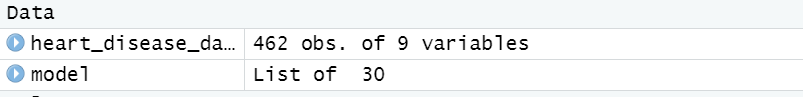 Data
heart_disease_da… 462 obs. of 9 variables
model List of 30